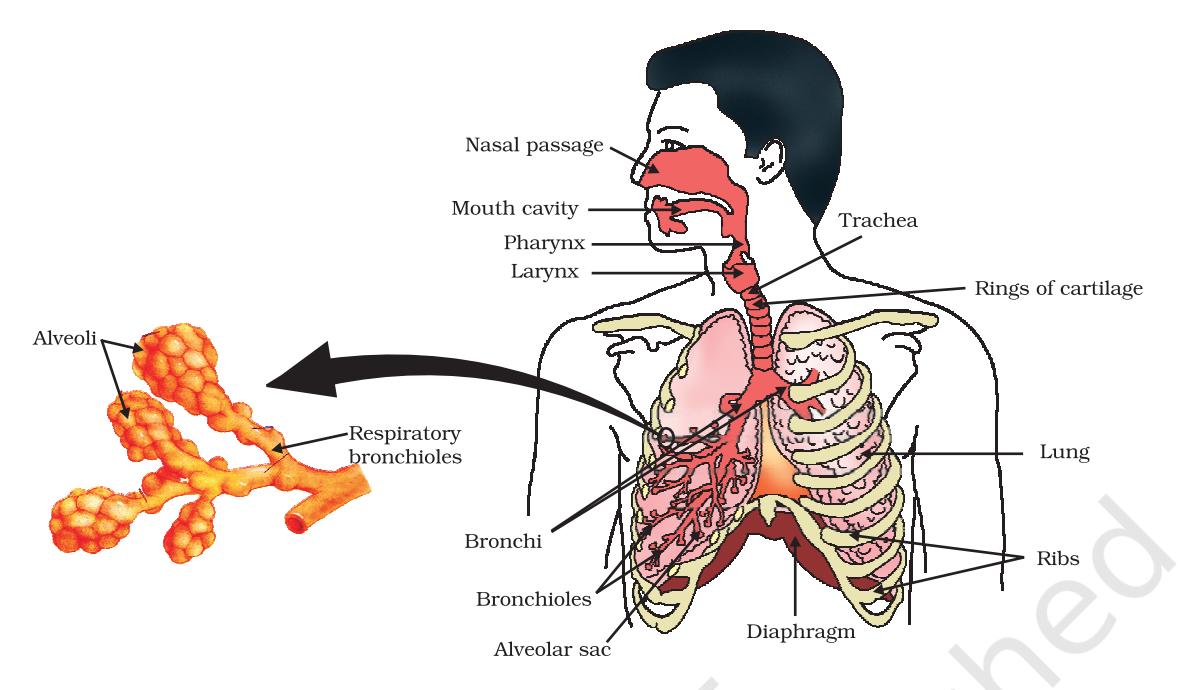 Nasal passage
Mouth cavity
Pharynx
Larynx
Trachea
Rings of cartilage
Alveoli
Respiratory
bronchioles
Lung
Bronchi
Ribs
Bronchioles
Diaphragm
Alveolar sac
hed